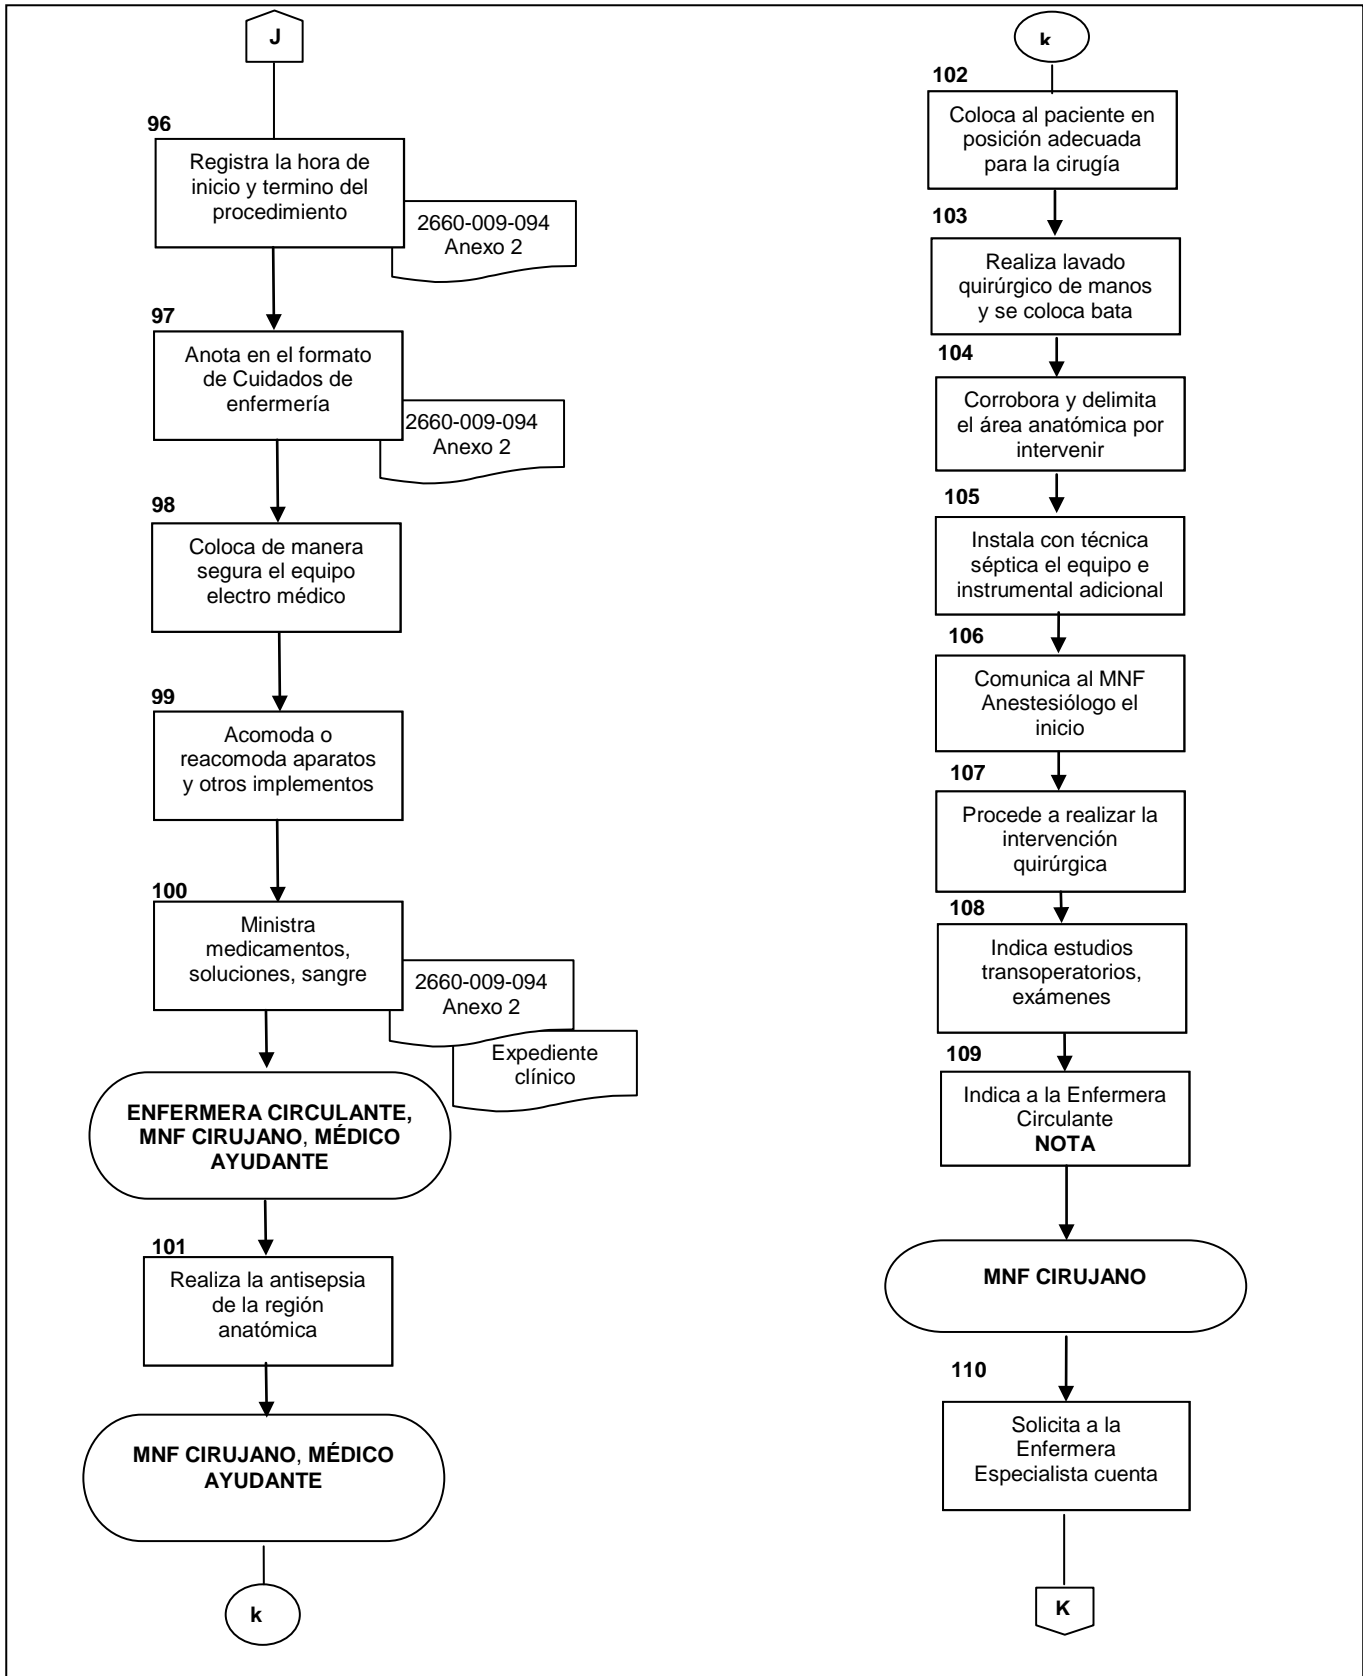 J
96
Registra la hora de
inicio y termino del
procedimiento
2660-009-094
Anexo 2
97
Anota en el formato
de Cuidados de
enfermería
2660-009-094
Anexo 2
98
Coloca de manera
segura el equipo
electro médico
99
Acomoda o
reacomoda aparatos
y otros implementos
100
Ministra
medicamentos,
soluciones, sangre
2660-009-094
Anexo 2
Expediente
clínico
ENFERMERA CIRCULANTE,
MNF CIRUJANO, MÉDICO
AYUDANTE
101
Realiza la antisepsia
de la región
anatómica
MNF CIRUJANO, MÉDICO
AYUDANTE
k
k
102
Coloca al paciente en
posición adecuada
para la cirugía
103
Realiza lavado
quirúrgico de manos
y se coloca bata
104
Corrobora y delimita
el área anatómica por
intervenir
105
Instala con técnica
séptica el equipo e
instrumental adicional
106
Comunica al MNF
Anestesiólogo el
inicio
107
Procede a realizar la
intervención
quirúrgica
108
Indica estudios
transoperatorios,
exámenes
109
Indica a la Enfermera
Circulante
NOTA
MNF CIRUJANO
110
Solicita a la
Enfermera
Especialista cuenta
K